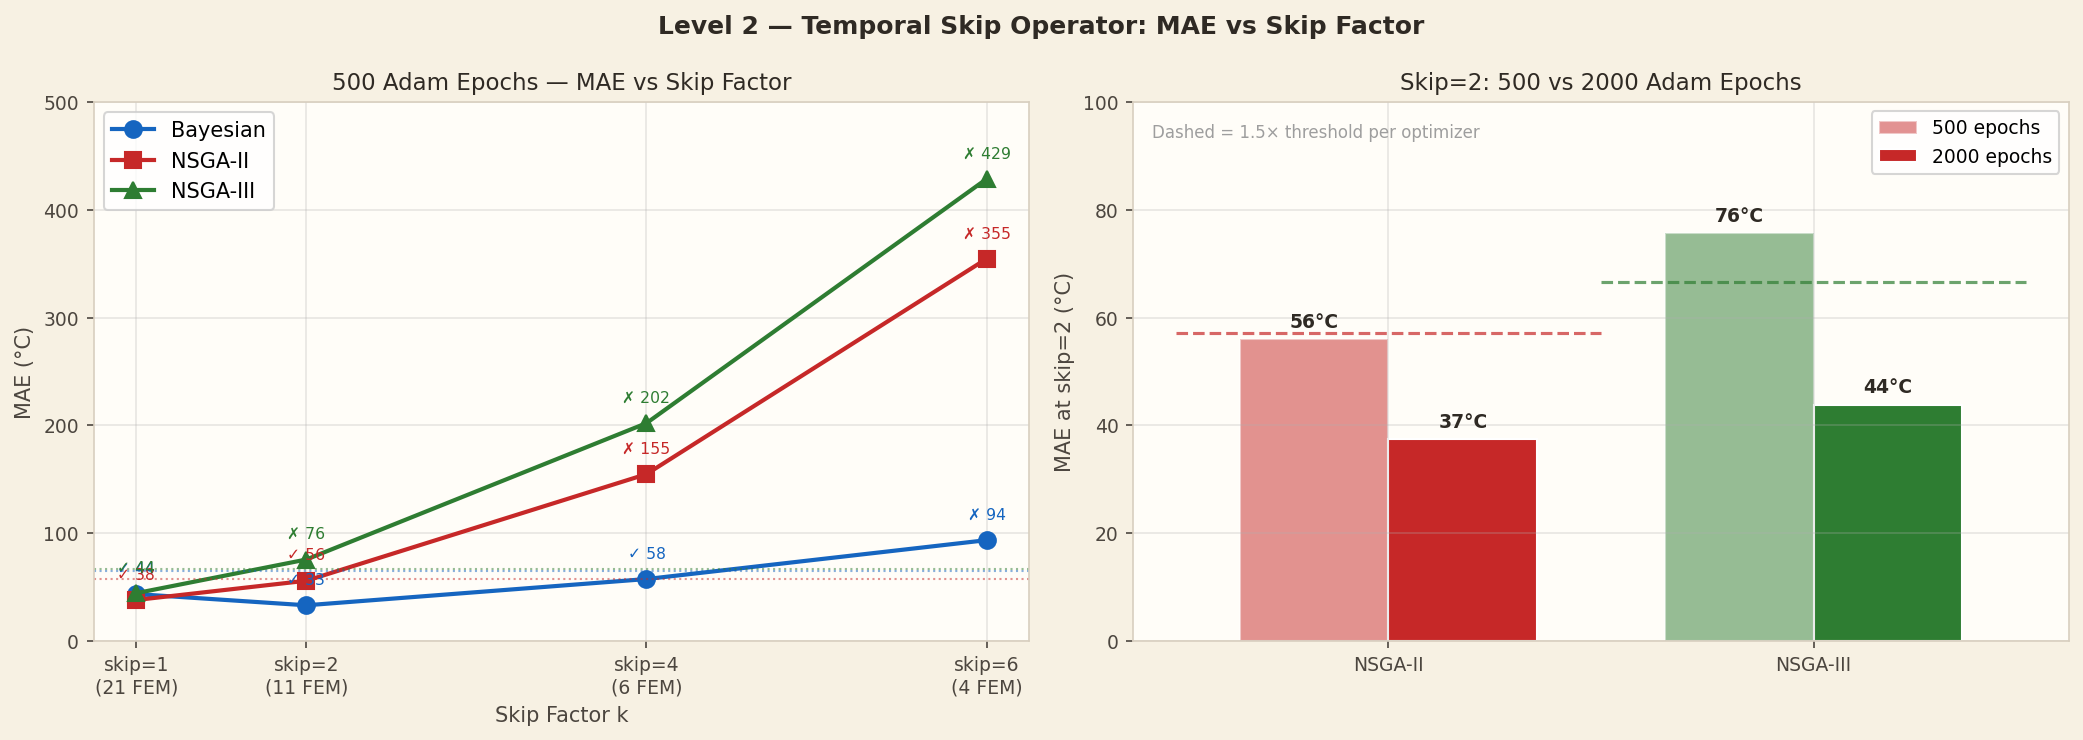 Level 2 — Temporal Skip Operator: MAE vs Skip Factor
500 Adam Epochs — MAE vs Skip Factor
MAE (°C)
500
400
300
200
100
0
Bayesian
NSGA-II
NSGA-III
✗ 429
✗ 355
✗ 202
✗ 155
✗ 94
✗ 76
✓ 56
✓ 58
✓ 44
✓ 38
skip=1
(21 FEM)
skip=2
(11 FEM)
skip=4
(6 FEM)
skip=6
(4 FEM)
Skip Factor k
Skip=2: 500 vs 2000 Adam Epochs
MAE at skip=2 (°C)
100
80
60
40
20
0
Dashed = 1.5× threshold per optimizer
500 epochs
2000 epochs
56°C
37°C
76°C
44°C
NSGA-II
NSGA-III